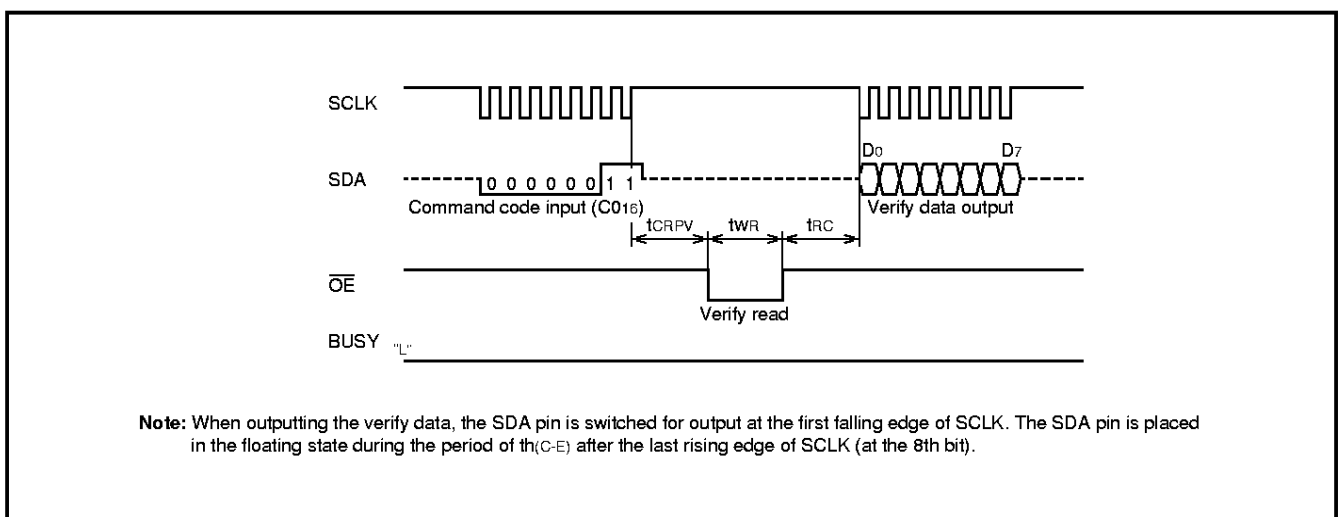 SCLK
D0 D7
SDA
0 0 0 0 0 0 1 1
Command code input (C016) Verify data output
tCRPV tWR tRC
OE
Verify read
BUSY "L"
Note: When outputting the verify data, the SDA pin is switched for output at the first falling edge of SCLK. The SDA pin is placed
in the floating state during the period of th(C-E) after the last rising edge of SCLK (at the 8th bit).